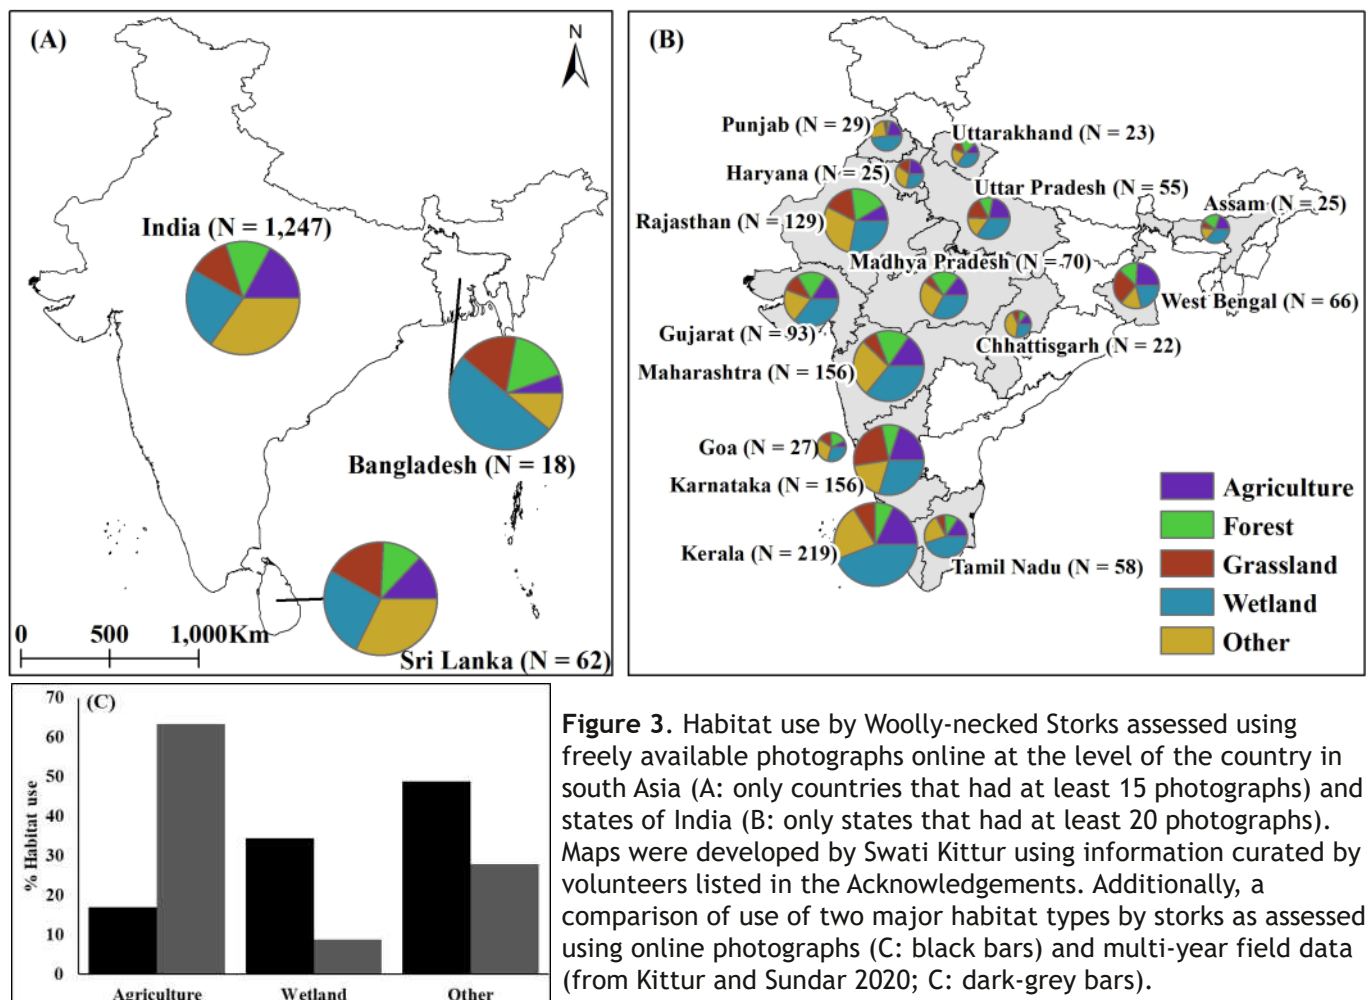 (A)
N
India (N = 1,247)
Bangladesh (N = 18)
Sri Lanka (N = 62)
0 500 1,000Km
(B)
Punjab (N = 29)
Uttarakhand (N = 23)
Haryana (N = 25)
Uttar Pradesh (N = 55)
Assam (N = 25)
Rajasthan (N = 129)
Madhya Pradesh (N = 70)
West Bengal (N = 66)
Gujarat (N = 93)
Chhattisgarh (N = 22)
Maharashtra (N = 156)
Goa (N = 27)
Karnataka (N = 156)
Kerala (N = 219)
Tamil Nadu (N = 58)
Agriculture
Forest
Grassland
Wetland
Other
(C)
% Habitat use
70
60
50
40
30
20
10
0
Agriculture Wetland Other
Figure 3. Habitat use by Woolly-necked Storks assessed using
freely available photographs online at the level of the country in
south Asia (A: only countries that had at least 15 photographs) and
states of India (B: only states that had at least 20 photographs).
Maps were developed by Swati Kittur using information curated by
volunteers listed in the Acknowledgements. Additionally, a
comparison of use of two major habitat types by storks as assessed
using online photographs (C: black bars) and multi-year field data
(from Kittur and Sundar 2020; C: dark-grey bars).